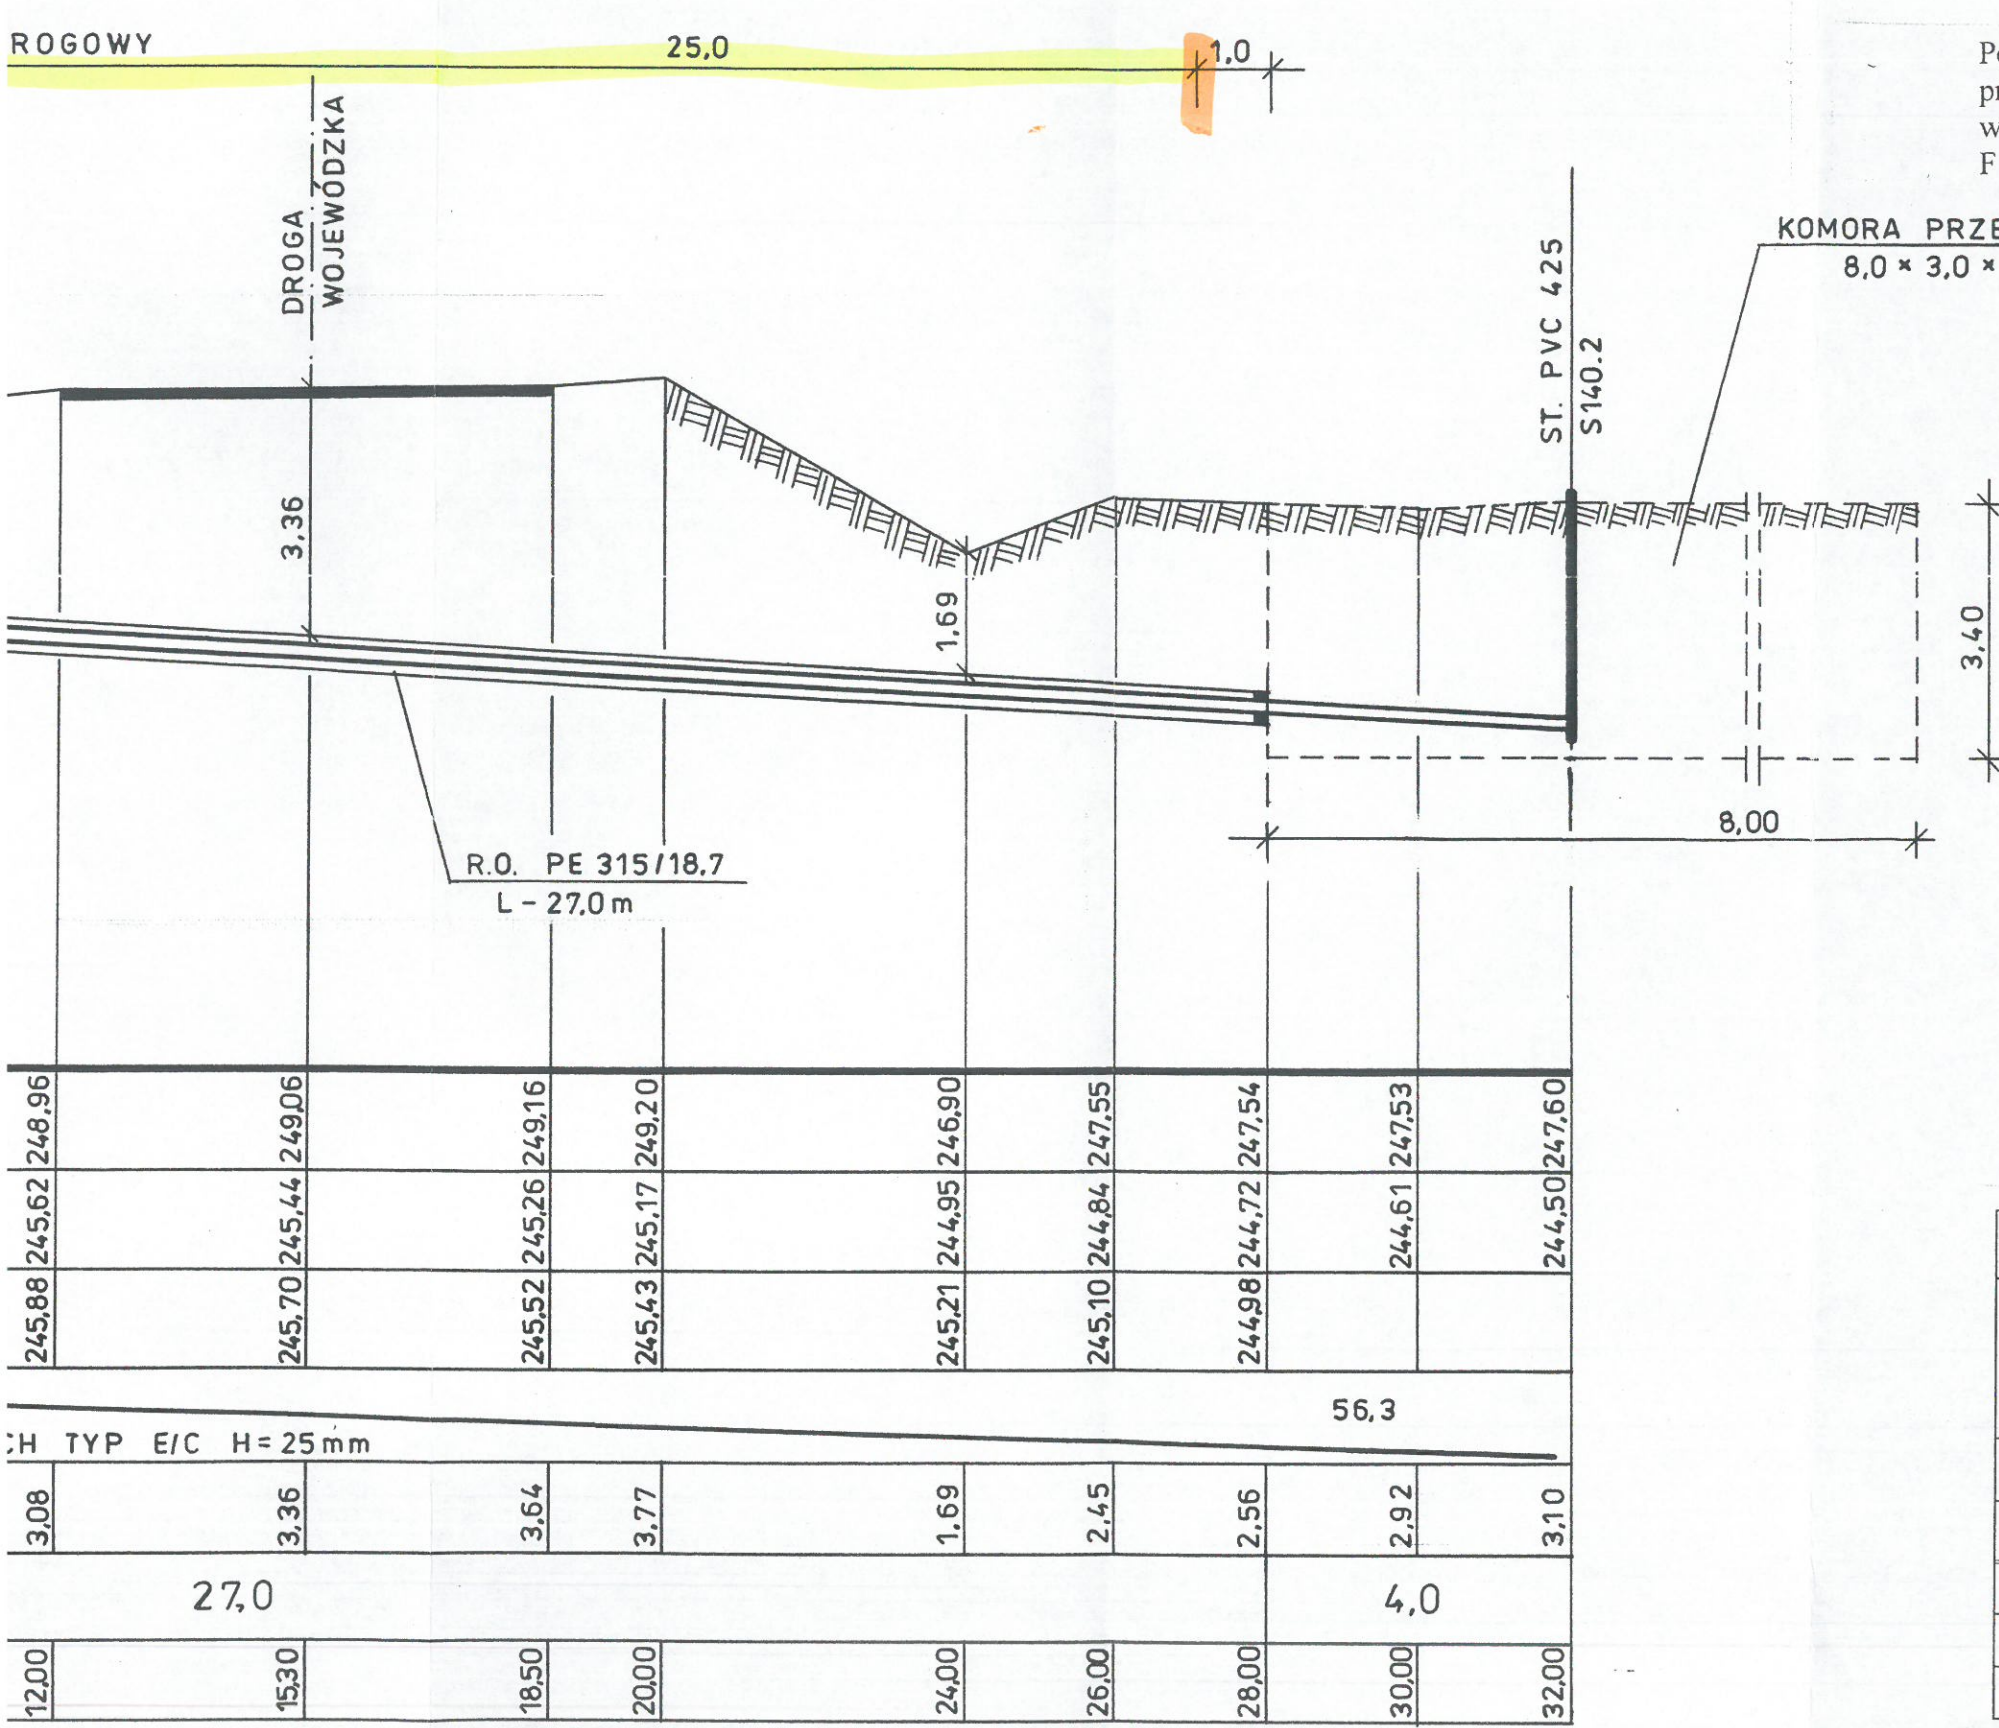 ROGOWY
25,0
1,0
DROGA
WOJEWÓDZKA
3,36
1,69
ST. PVC 425
S140.2
KOMORA PRZE
8,0 × 3,0 ×
3,40
8,00
R.O. PE 315/18,7
L - 27,0 m
248,96 249,06 249,16 249,20 246,90 247,55 247,54 247,53 247,60
245,62 245,44 245,26 245,17 244,95 244,84 244,72 244,61 244,50
245,88 245,70 245,52 245,43 245,21 245,10 244,98
56,3
CH TYP E/C H = 25 mm
3,08 3,36 3,64 3,77 1,69 2,45 2,56 2,92 3,10
27,0 4,0
12,00 15,30 18,50 20,00 24,00 26,00 28,00 30,00 32,00